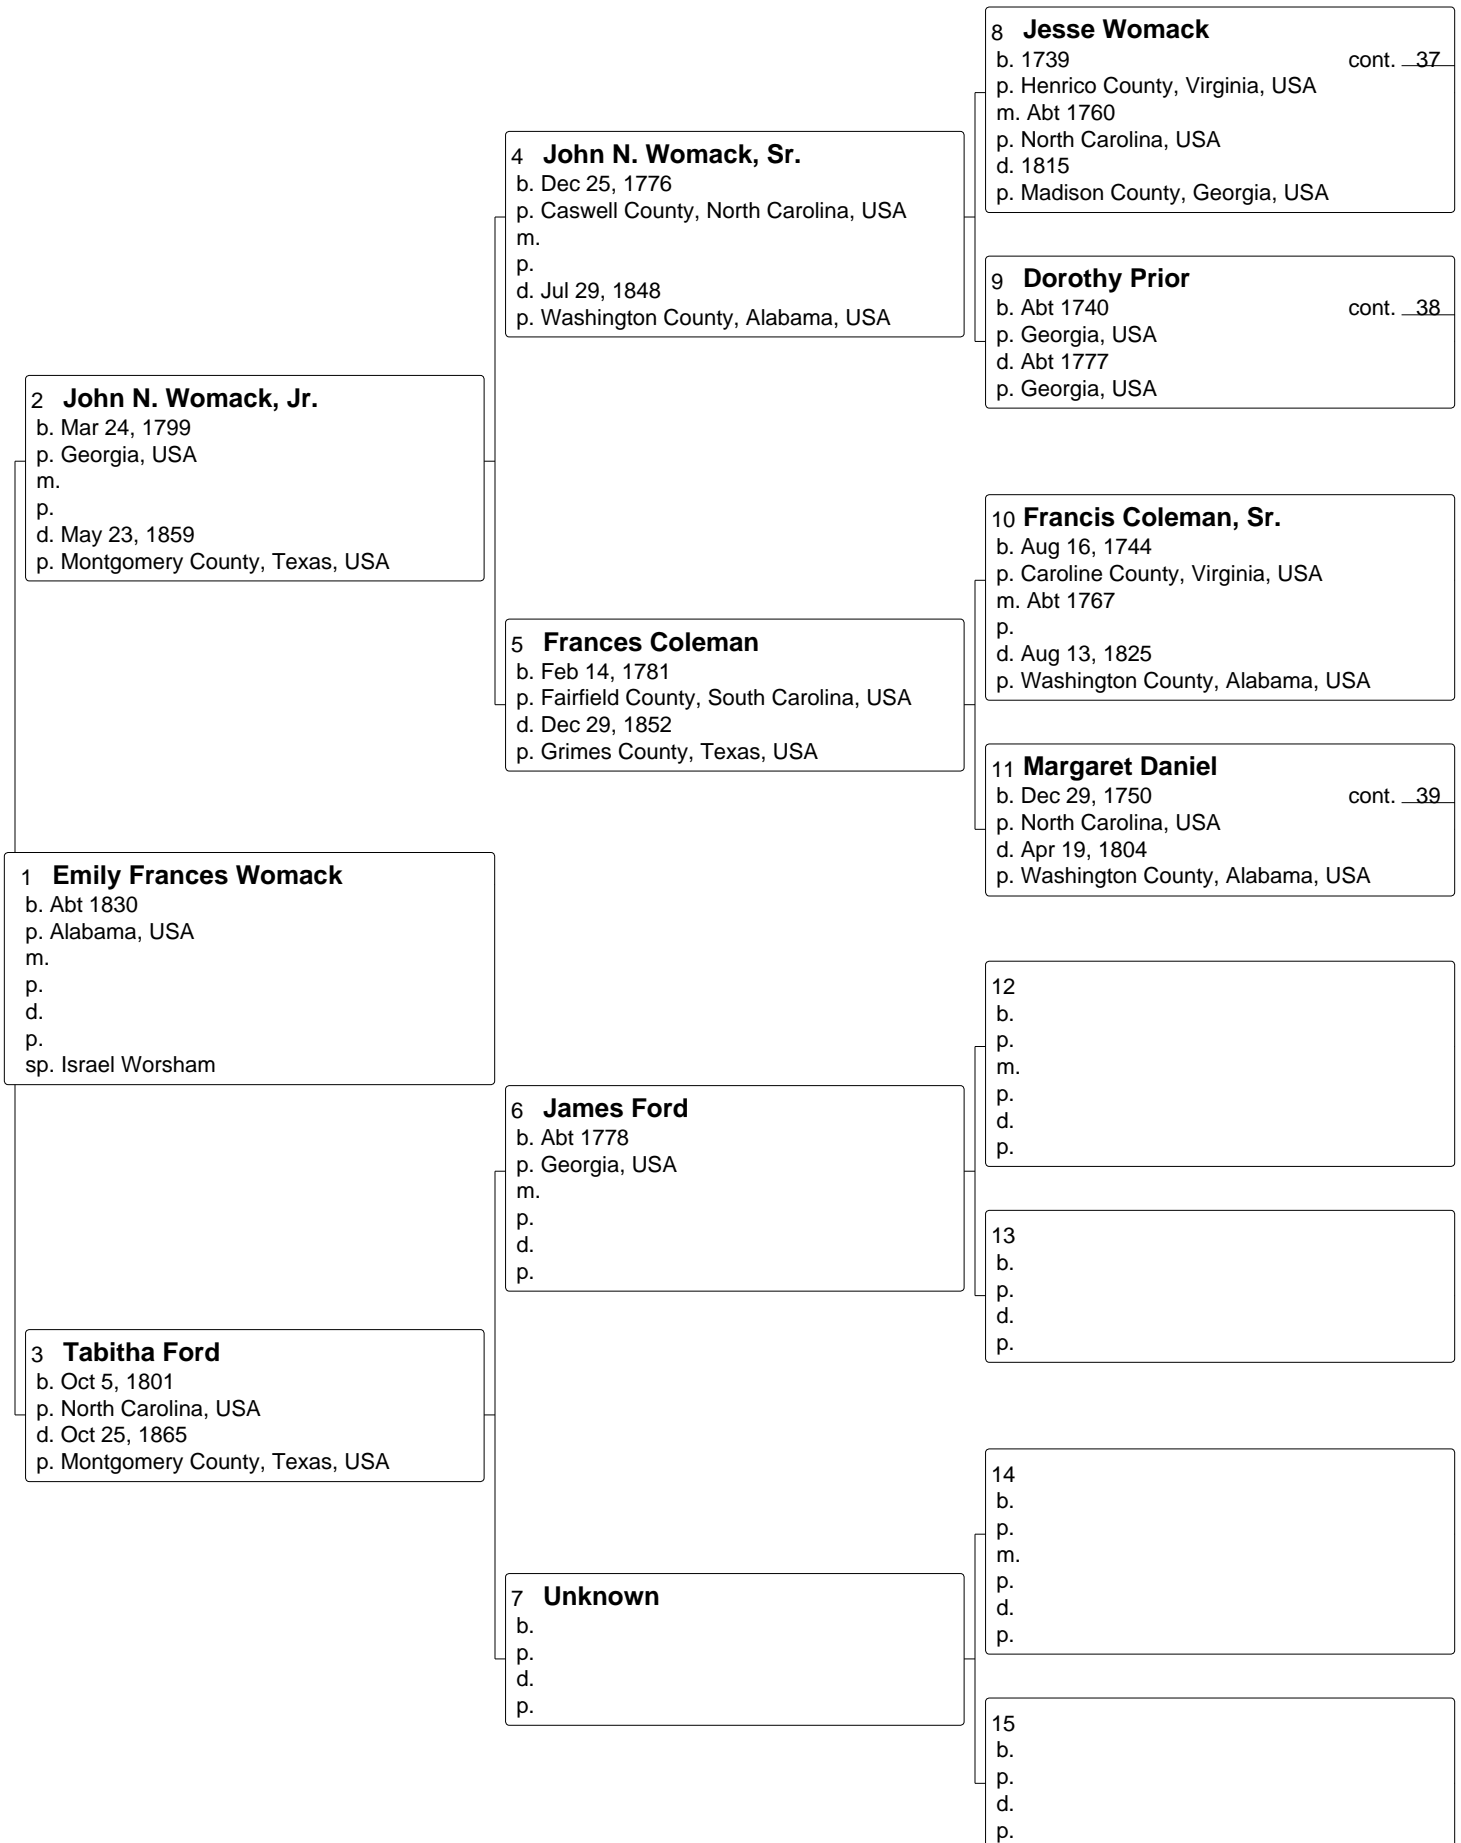 8 Jesse Womack
b. 1739 cont. 37
p. Henrico County, Virginia, USA
m. Abt 1760
p. North Carolina, USA
d. 1815
p. Madison County, Georgia, USA
4 John N. Womack, Sr.
b. Dec 25, 1776
p. Caswell County, North Carolina, USA
m.
p.
d. Jul 29, 1848
p. Washington County, Alabama, USA
9 Dorothy Prior
b. Abt 1740 cont. 38
p. Georgia, USA
d. Abt 1777
p. Georgia, USA
2 John N. Womack, Jr.
b. Mar 24, 1799
p. Georgia, USA
m.
p.
d. May 23, 1859
p. Montgomery County, Texas, USA
10 Francis Coleman, Sr.
b. Aug 16, 1744
p. Caroline County, Virginia, USA
m. Abt 1767
p.
d. Aug 13, 1825
p. Washington County, Alabama, USA
5 Frances Coleman
b. Feb 14, 1781
p. Fairfield County, South Carolina, USA
d. Dec 29, 1852
p. Grimes County, Texas, USA
11 Margaret Daniel
b. Dec 29, 1750 cont. 39
p. North Carolina, USA
d. Apr 19, 1804
p. Washington County, Alabama, USA
1 Emily Frances Womack
b. Abt 1830
p. Alabama, USA
m.
p.
d.
p.
sp. Israel Worsham
12
b.
p.
m.
p.
d.
p.
6 James Ford
b. Abt 1778
p. Georgia, USA
m.
p.
d.
p.
13
b.
p.
d.
p.
3 Tabitha Ford
b. Oct 5, 1801
p. North Carolina, USA
d. Oct 25, 1865
p. Montgomery County, Texas, USA
14
b.
p.
m.
p.
d.
p.
7 Unknown
b.
p.
d.
p.
15
b.
p.
d.
p.